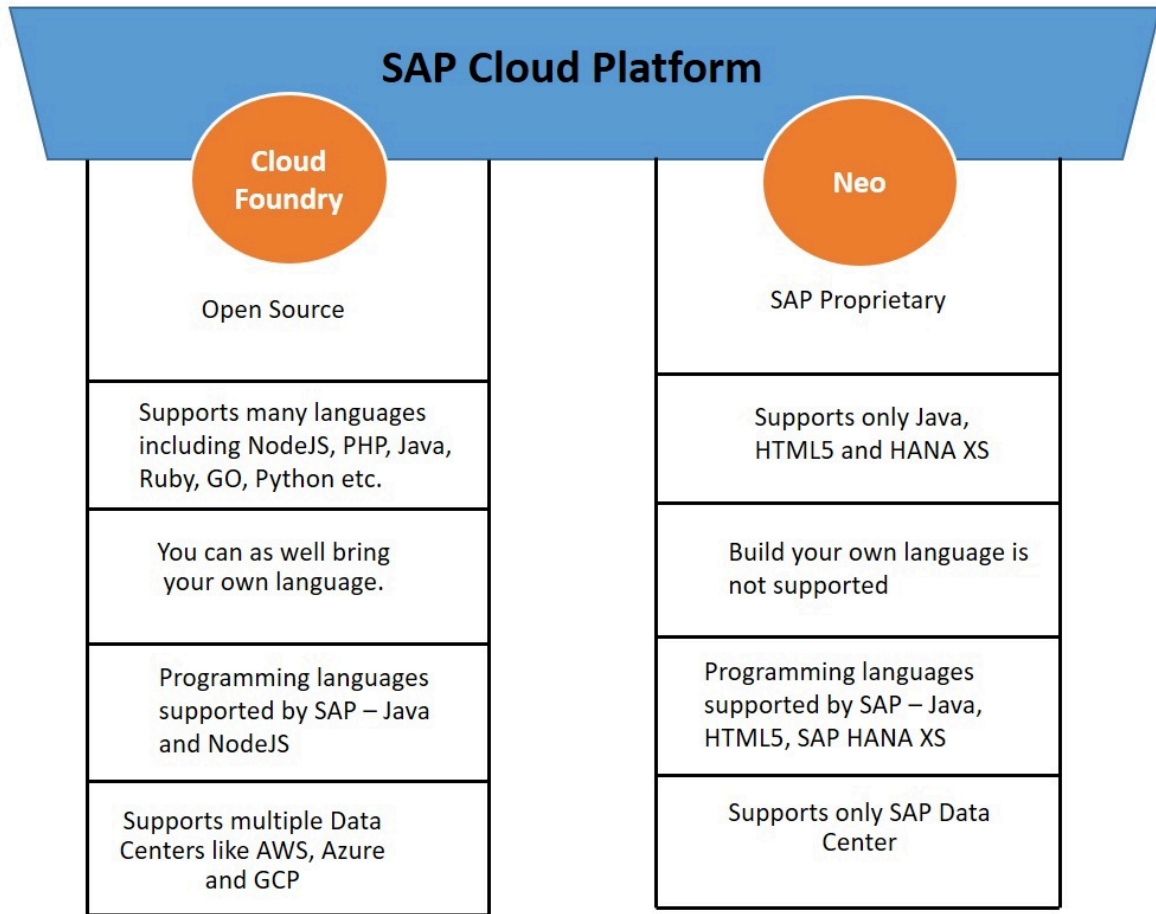 SAP Cloud Platform
Cloud
Foundry
Open Source
Supports many languages
including NodeJS, PHP, Java,
Ruby, GO, Python etc.
You can as well bring
your own language.
Programming languages
supported by SAP – Java
and NodeJS
Supports multiple Data
Centers like AWS, Azure
and GCP
Neo
SAP Proprietary
Supports only Java,
HTML5 and HANA XS
Build your own language is
not supported
Programming languages
supported by SAP – Java,
HTML5, SAP HANA XS
Supports only SAP Data
Center